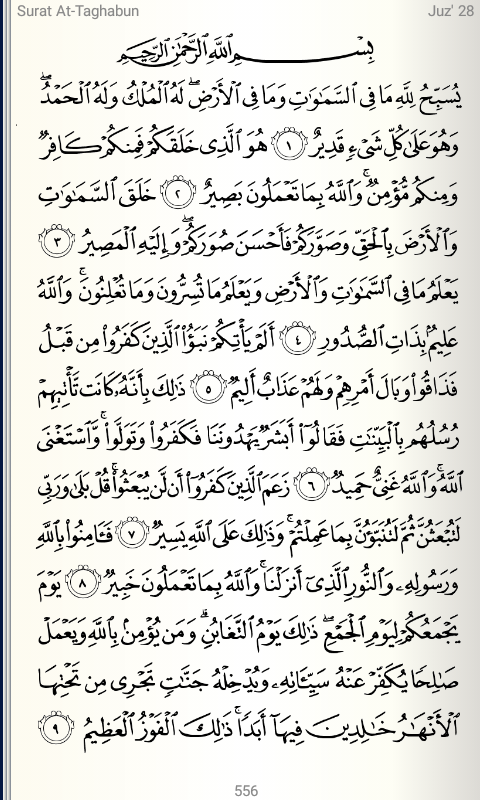 Surat At-Taghabun
Juz' 28
بِسْمِ ٱللَّهِ ٱلرَّحْمَٰنِ ٱلرَّحِيمِ
يُسَبِّحُ لِلَّهِ مَا فِى ٱلسَّمَٰوَٰتِ وَمَا فِى ٱلْأَرْضِ ۖ لَهُ ٱلْمُلْكُ وَلَهُ ٱلْحَمْدُ ۖ
وَهُوَ عَلَىٰ كُلِّ شَىْءٍ قَدِيرٌ ١ هُوَ ٱلَّذِى خَلَقَكُمْ فَمِنكُمْ كَافِرٌ
وَمِنكُم مُّؤْمِنٌ ۚ وَٱللَّهُ بِمَا تَعْمَلُونَ بَصِيرٌ ٢ خَلَقَ ٱلسَّمَٰوَٰتِ
وَٱلْأَرْضَ بِٱلْحَقِّ وَصَوَّرَكُمْ فَأَحْسَنَ صُوَرَكُمْ ۖ وَإِلَيْهِ ٱلْمَصِيرُ ٣
يَعْلَمُ مَا فِى ٱلسَّمَٰوَٰتِ وَٱلْأَرْضِ وَيَعْلَمُ مَا تُسِرُّونَ وَمَا تُعْلِنُونَ ۚ وَٱللَّهُ
عَلِيمٌۢ بِذَاتِ ٱلصُّدُورِ ٤ أَلَمْ يَأْتِكُمْ نَبَؤُا۟ ٱلَّذِينَ كَفَرُوا۟ مِن قَبْلُ
فَذَاقُوا۟ وَبَالَ أَمْرِهِمْ وَلَهُمْ عَذَابٌ أَلِيمٌ ٥ ذَٰلِكَ بِأَنَّهُۥ كَانَت تَّأْتِيهِمْ
رُسُلُهُم بِٱلْبَيِّنَٰتِ فَقَالُوٓا۟ أَبَشَرٌ يَهْدُونَنَا فَكَفَرُوا۟ وَتَوَلَّوا۟ ۚ وَّٱسْتَغْنَى
ٱللَّهُ ۚ وَٱللَّهُ غَنِىٌّ حَمِيدٌ ٦ زَعَمَ ٱلَّذِينَ كَفَرُوٓا۟ أَن لَّن يُبْعَثُوا۟ ۚ قُلْ بَلَىٰ وَرَبِّى
لَتُبْعَثُنَّ ثُمَّ لَتُنَبَّؤُنَّ بِمَا عَمِلْتُمْ ۚ وَذَٰلِكَ عَلَى ٱللَّهِ يَسِيرٌ ٧ فَـَٔامِنُوا۟ بِٱللَّهِ
وَرَسُولِهِۦ وَٱلنُّورِ ٱلَّذِىٓ أَنزَلْنَا ۚ وَٱللَّهُ بِمَا تَعْمَلُونَ خَبِيرٌ ٨ يَوْمَ
يَجْمَعُكُمْ لِيَوْمِ ٱلْجَمْعِ ۖ ذَٰلِكَ يَوْمُ ٱلتَّغَابُنِ ۗ وَمَن يُؤْمِنۢ بِٱللَّهِ وَيَعْمَلْ
صَٰلِحًا يُكَفِّرْ عَنْهُ سَيِّـَٔاتِهِۦ وَيُدْخِلْهُ جَنَّٰتٍ تَجْرِى مِن تَحْتِهَا
ٱلْأَنْهَٰرُ خَٰلِدِينَ فِيهَآ أَبَدًا ۚ ذَٰلِكَ ٱلْفَوْزُ ٱلْعَظِيمُ ٩
556